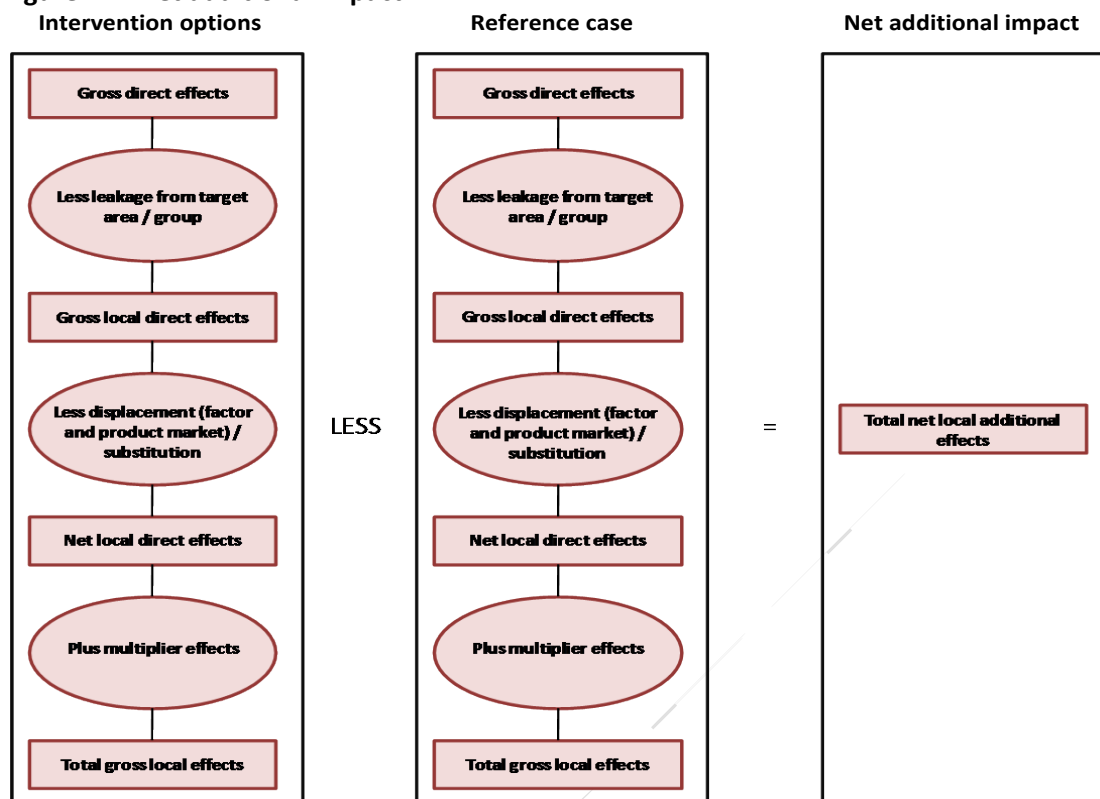 Intervention options
Reference case
Net additional impact
Gross direct effects
Less leakage from target
area / group
Gross local direct effects
Less displacement (factor
and product market) /
substitution
Net local direct effects
Plus multiplier effects
Total gross local effects
LESS
Gross direct effects
Less leakage from target
area / group
Gross local direct effects
Less displacement (factor
and product market) /
substitution
Net local direct effects
Plus multiplier effects
Total gross local effects
=
Total net local additional
effects